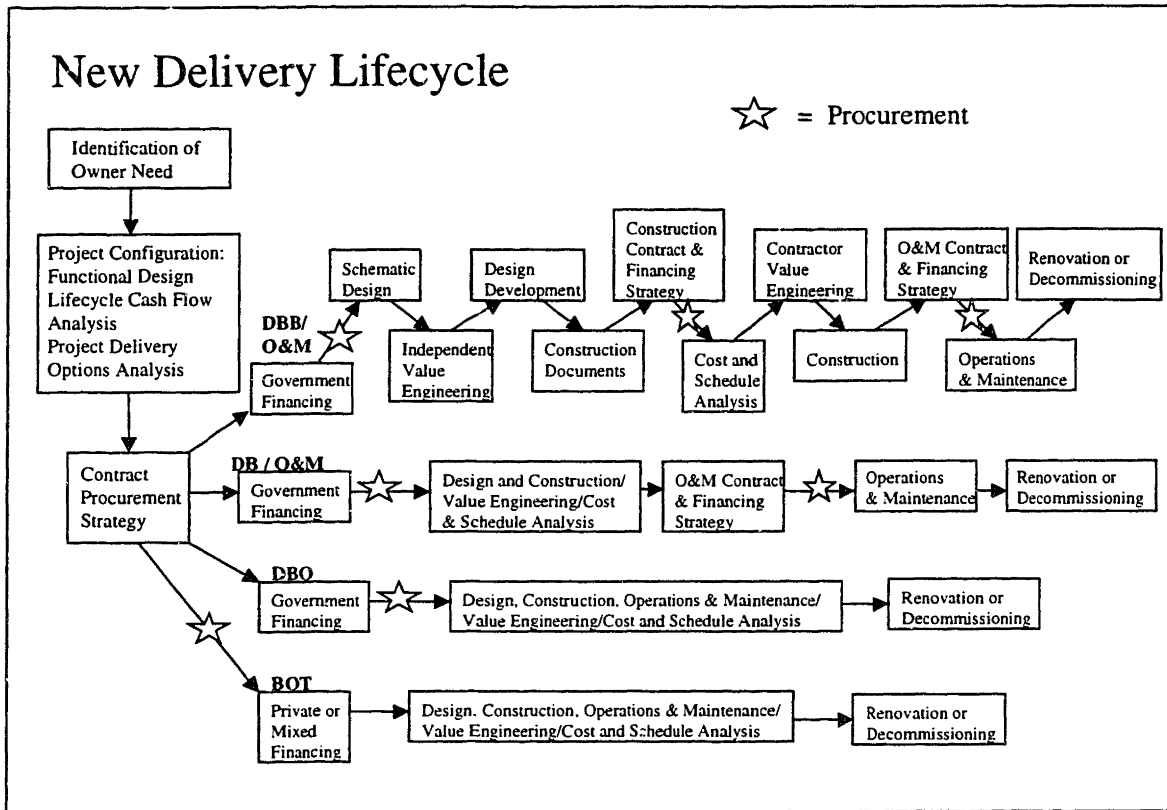 New Delivery Lifecycle
= Procurement
Identification of
Owner Need
Project Configuration:
Functional Design
Lifecycle Cash Flow
Analysis
Project Delivery
Options Analysis
Contract
Procurement
Strategy
DBB/
O&M
Government
Financing
Schematic
Design
Independent
Value
Engineering
Design
Development
Construction
Documents
Construction
Contract &
Financing
Strategy
Cost and
Schedule
Analysis
Contractor
Value
Engineering
Construction
O&M Contract
& Financing
Strategy
Operations
& Maintenance
Renovation or
Decommissioning
DB / O&M
Government
Financing
Design and Construction/
Value Engineering/Cost
& Schedule Analysis
O&M Contract
& Financing
Strategy
Operations
& Maintenance
Renovation or
Decommissioning
DBO
Government
Financing
Design, Construction, Operations & Maintenance/
Value Engineering/Cost and Schedule Analysis
Renovation or
Decommissioning
BOT
Private or
Mixed
Financing
Design. Construction, Operations & Maintenance/
Value Engineering/Cost and Schedule Analysis
Renovation or
Decommissioning